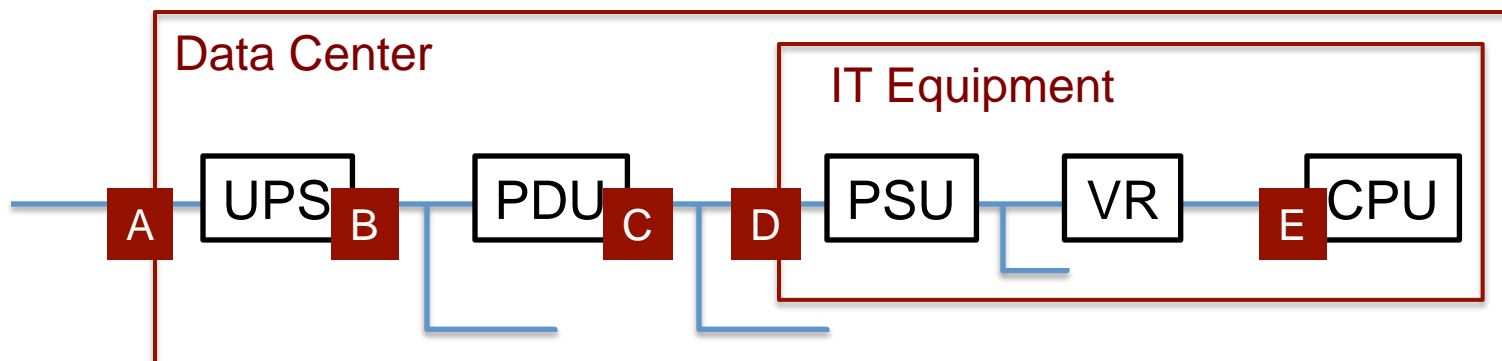 Data Center
IT Equipment
A
UPS
B
PDU
C
D
PSU
VR
E
CPU